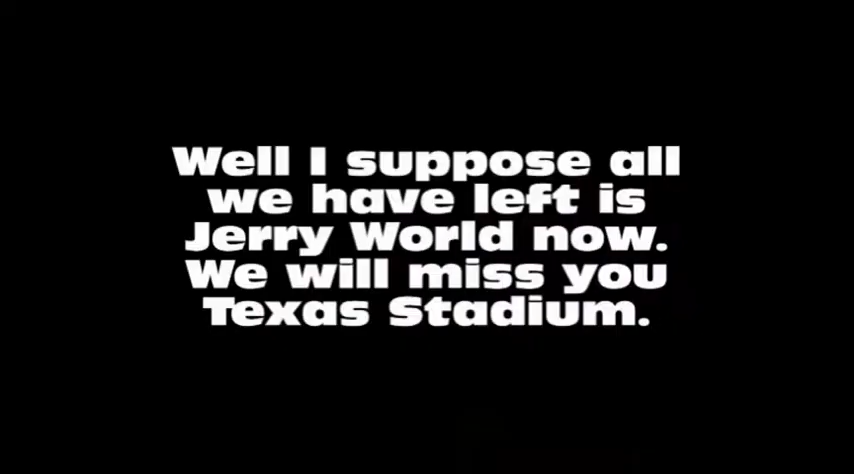 Well I suppose all
we have left is
Jerry World now.
We will miss you
Texas Stadium.